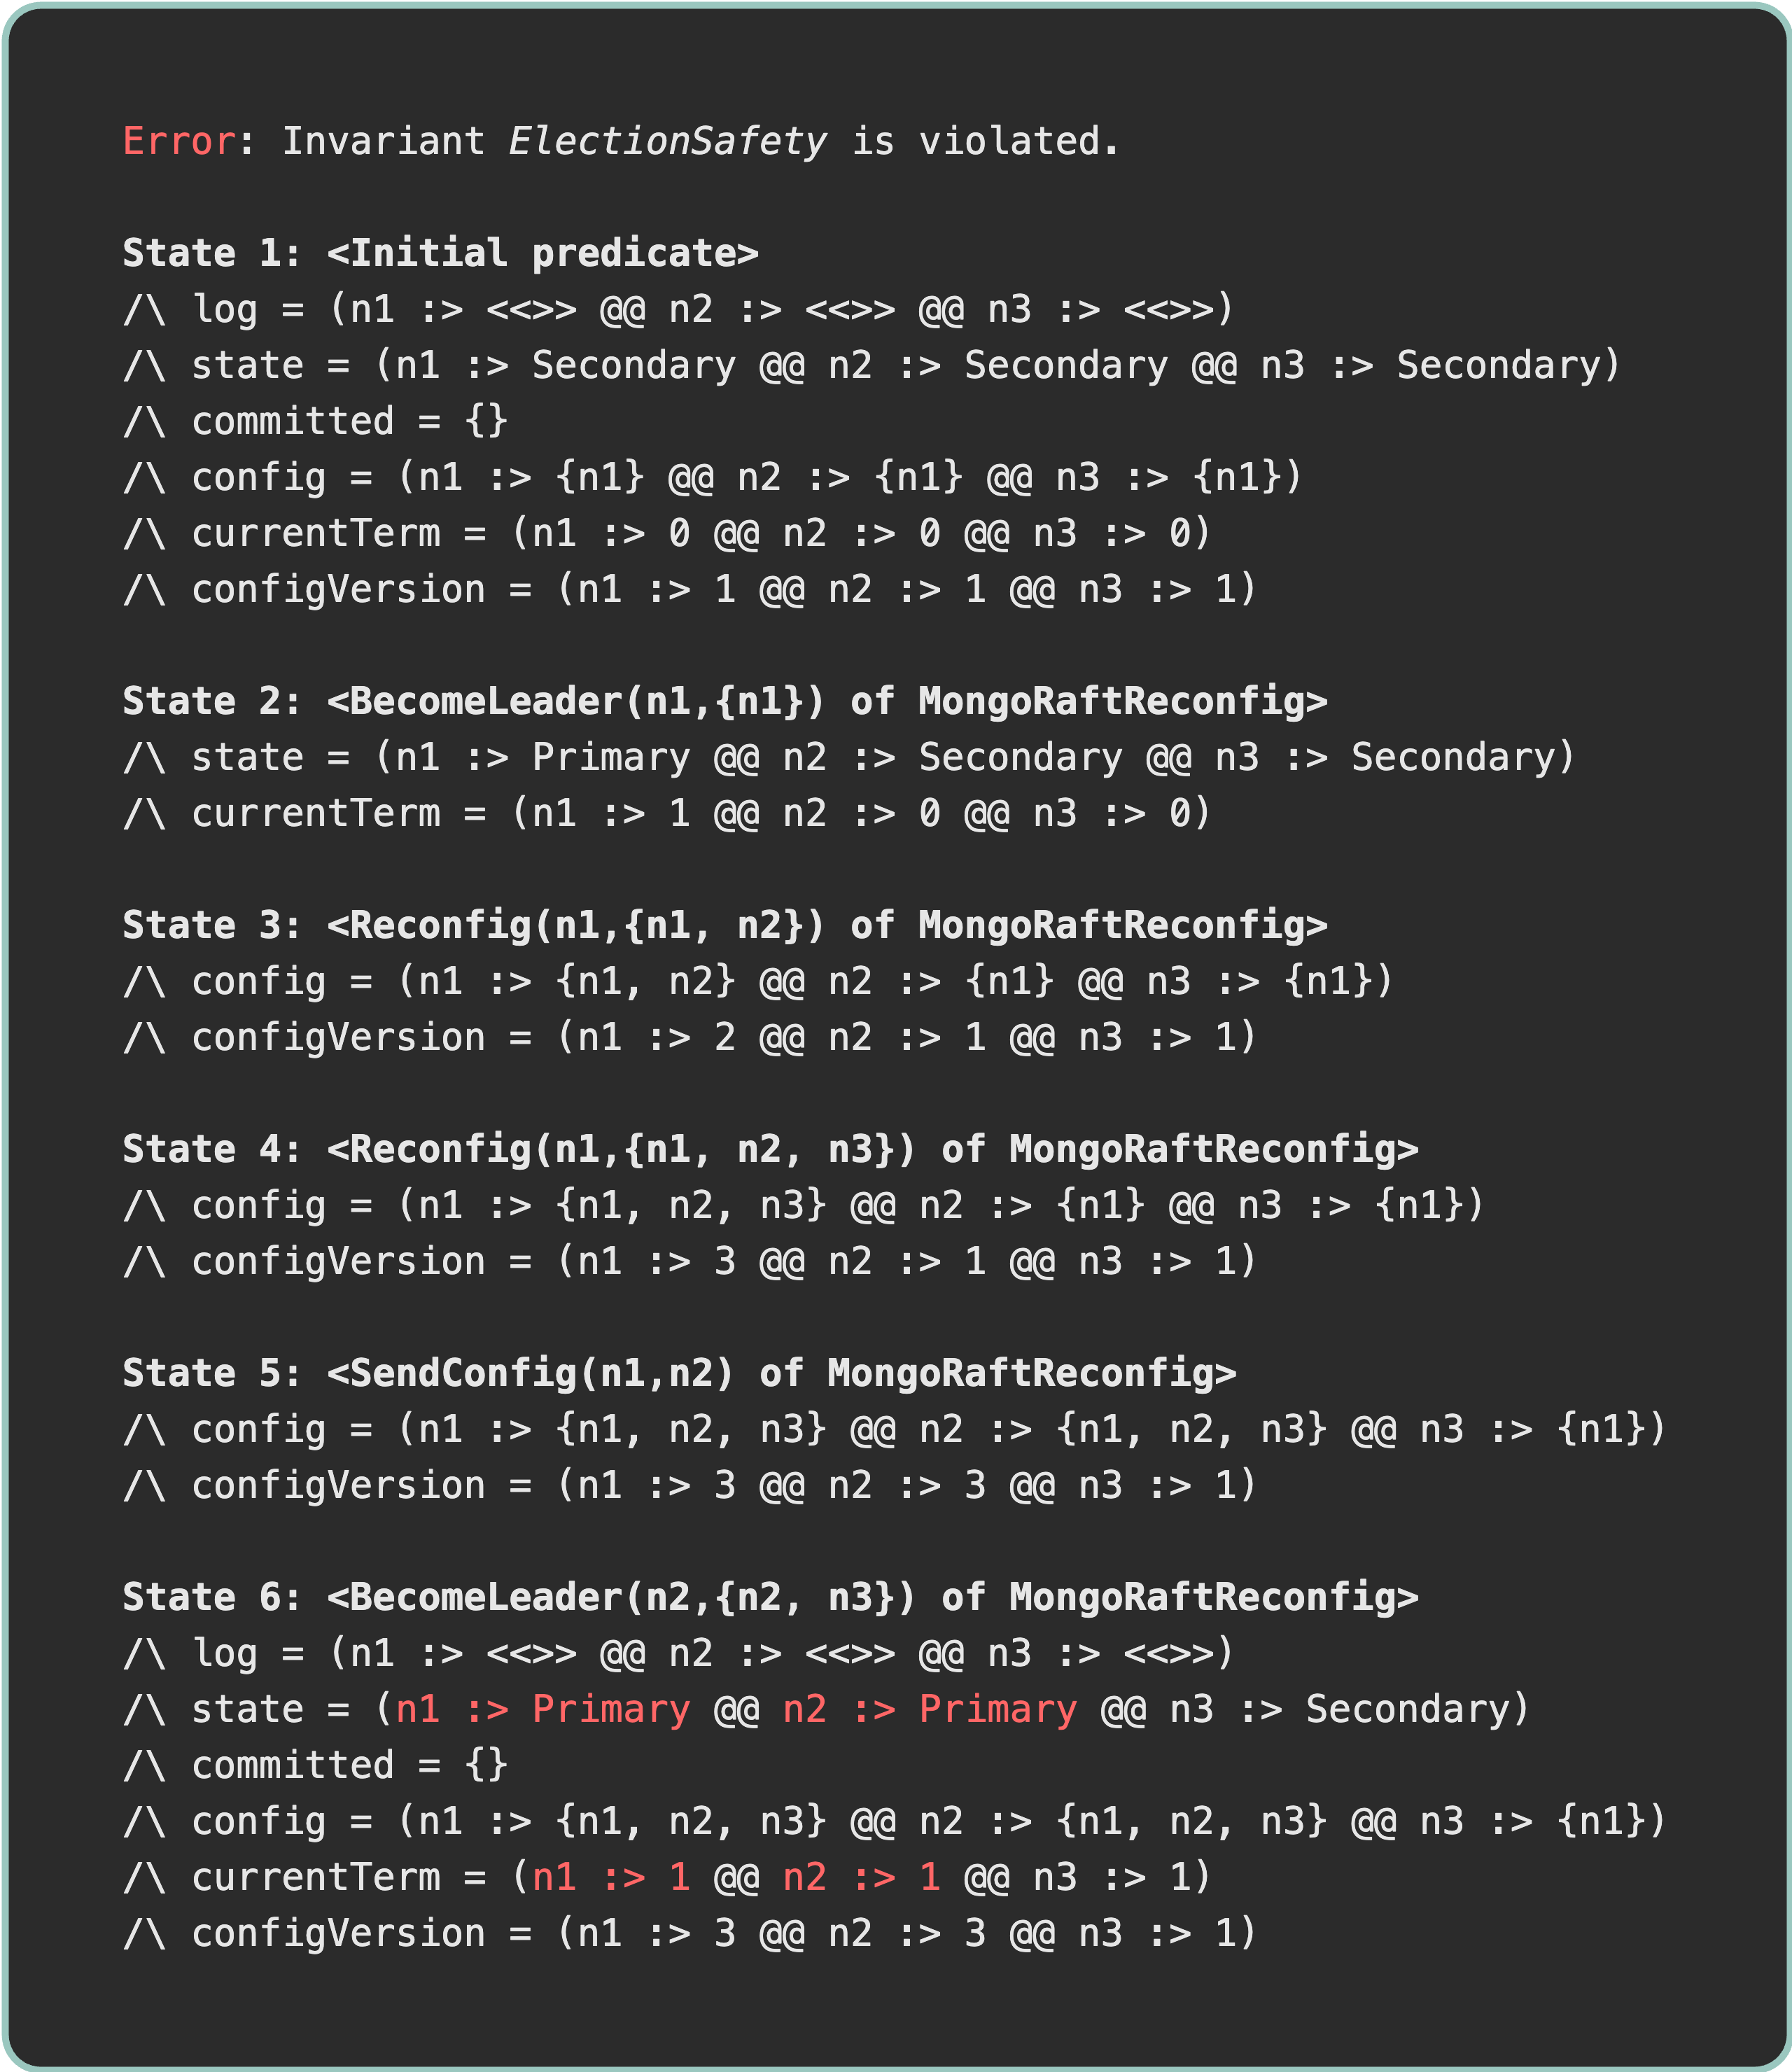 Error: Invariant ElectionSafety is violated.
State 1: <Initial predicate>
/\ log = (n1 :> <<>> @@ n2 :> <<>> @@ n3 :> <<>>)
/\ state = (n1 :> Secondary @@ n2 :> Secondary @@ n3 :> Secondary)
/\ committed = {}
/\ config = (n1 :> {n1} @@ n2 :> {n1} @@ n3 :> {n1})
/\ currentTerm = (n1 :> 0 @@ n2 :> 0 @@ n3 :> 0)
/\ configVersion = (n1 :> 1 @@ n2 :> 1 @@ n3 :> 1)
State 2: <BecomeLeader(n1,{n1}) of MongoRaftReconfig>
/\ state = (n1 :> Primary @@ n2 :> Secondary @@ n3 :> Secondary)
/\ currentTerm = (n1 :> 1 @@ n2 :> 0 @@ n3 :> 0)
State 3: <Reconfig(n1,{n1, n2}) of MongoRaftReconfig>
/\ config = (n1 :> {n1, n2} @@ n2 :> {n1} @@ n3 :> {n1})
/\ configVersion = (n1 :> 2 @@ n2 :> 1 @@ n3 :> 1)
State 4: <Reconfig(n1,{n1, n2, n3}) of MongoRaftReconfig>
/\ config = (n1 :> {n1, n2, n3} @@ n2 :> {n1} @@ n3 :> {n1})
/\ configVersion = (n1 :> 3 @@ n2 :> 1 @@ n3 :> 1)
State 5: <SendConfig(n1,n2) of MongoRaftReconfig>
/\ config = (n1 :> {n1, n2, n3} @@ n2 :> {n1, n2, n3} @@ n3 :> {n1})
/\ configVersion = (n1 :> 3 @@ n2 :> 3 @@ n3 :> 1)
State 6: <BecomeLeader(n2,{n2, n3}) of MongoRaftReconfig>
/\ log = (n1 :> <<>> @@ n2 :> <<>> @@ n3 :> <<>>)
/\ state = (n1 :> Primary @@ n2 :> Primary @@ n3 :> Secondary)
/\ committed = {}
/\ config = (n1 :> {n1, n2, n3} @@ n2 :> {n1, n2, n3} @@ n3 :> {n1})
/\ currentTerm = (n1 :> 1 @@ n2 :> 1 @@ n3 :> 1)
/\ configVersion = (n1 :> 3 @@ n2 :> 3 @@ n3 :> 1)